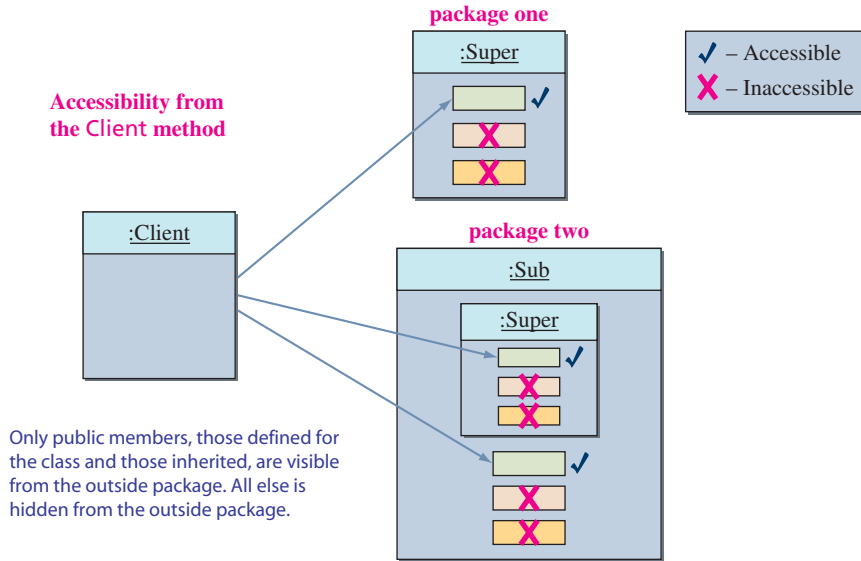 package one
:Super
✓ – Accessible
✗ – Inaccessible
Accessibility from
the Client method
:Client
package two
:Sub
:Super
Only public members, those defined for
the class and those inherited, are visible
from the outside package. All else is
hidden from the outside package.